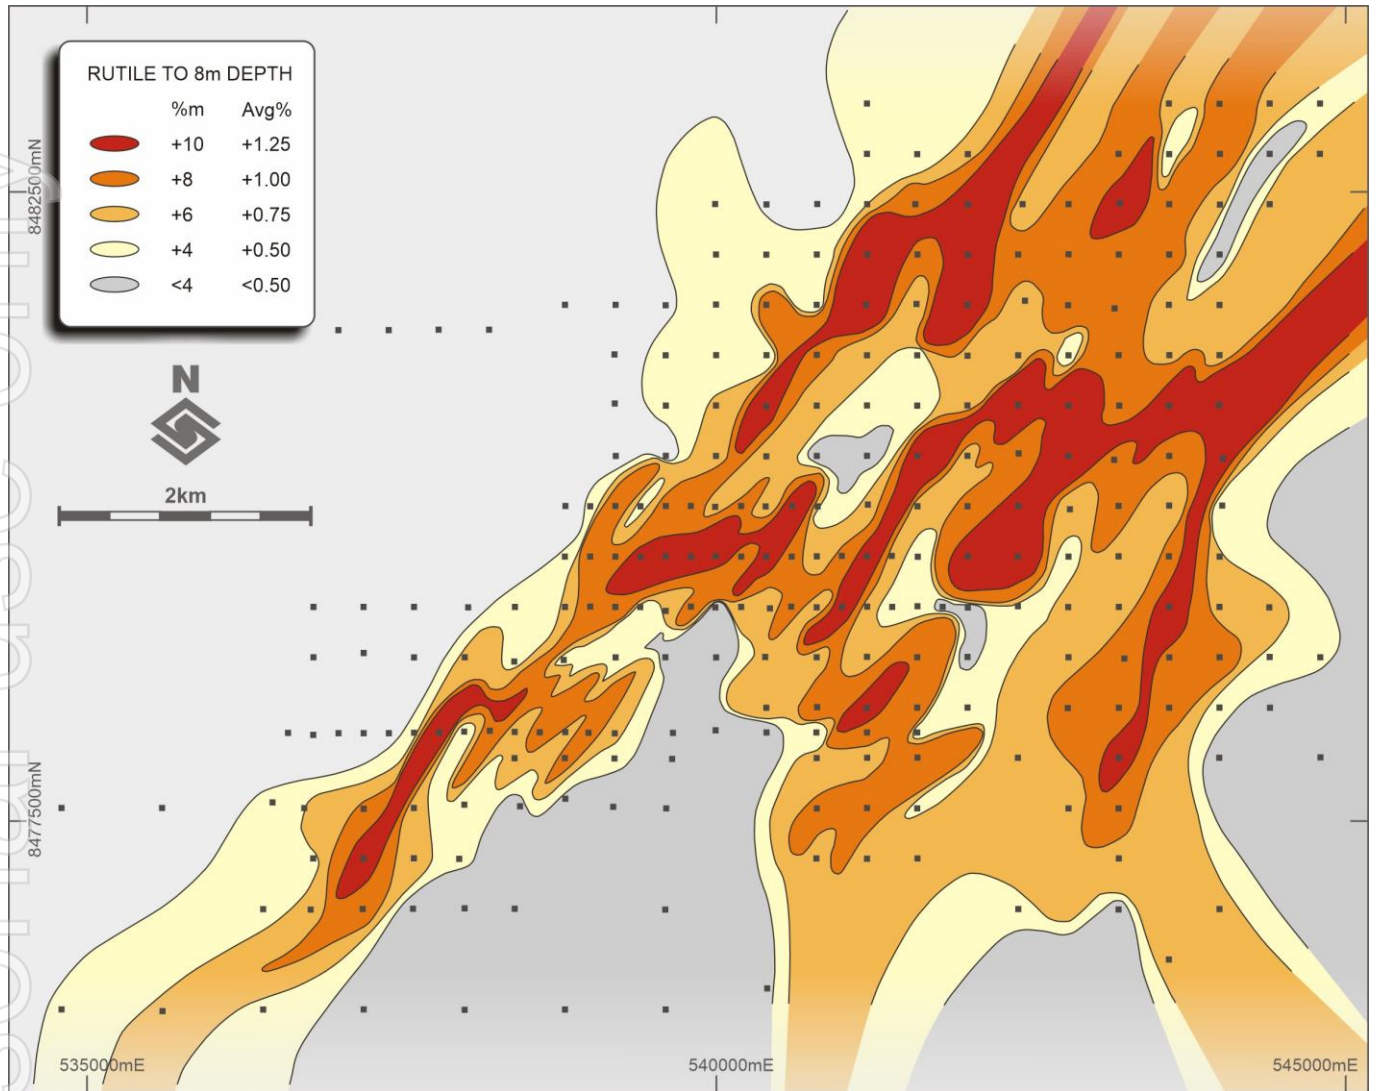 RUTILE TO 8m DEPTH
%m Avg%
+10 +1.25
+8 +1.00
+6 +0.75
+4 +0.50
<4 <0.50
8482500mN
N
2km
8477500mN
535000mE 540000mE 545000mE